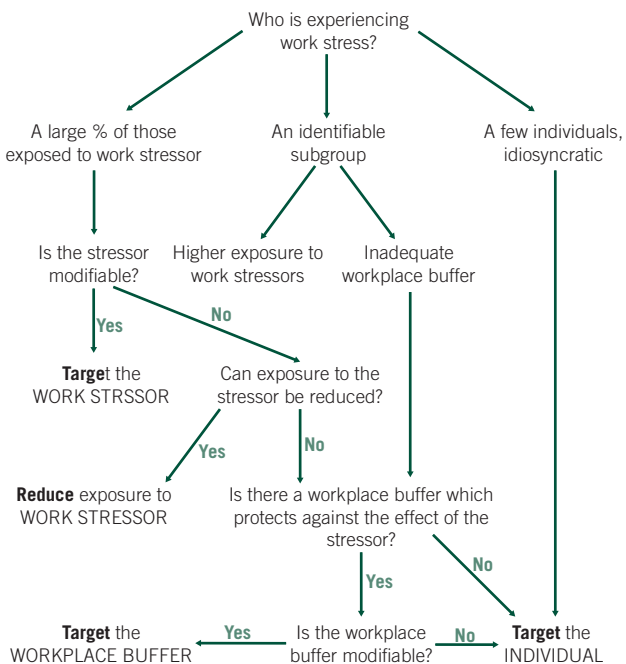 Who is experiencing
work stress?
A large % of those
exposed to work stressor
An identifiable
subgroup
A few individuals,
idiosyncratic
Is the stressor
modifiable?
Higher exposure to
work stressors
Inadequate
workplace buffer
Yes
No
Target the
WORK STRSSOR
Can exposure to the
stressor be reduced?
Yes
No
Reduce exposure to
WORK STRESSOR
Is there a workplace buffer which
protects against the effect of the
stressor?
No
Yes
Target the
WORKPLACE BUFFER
Yes
Is the workplace
buffer modifiable?
No
Target the
INDIVIDUAL